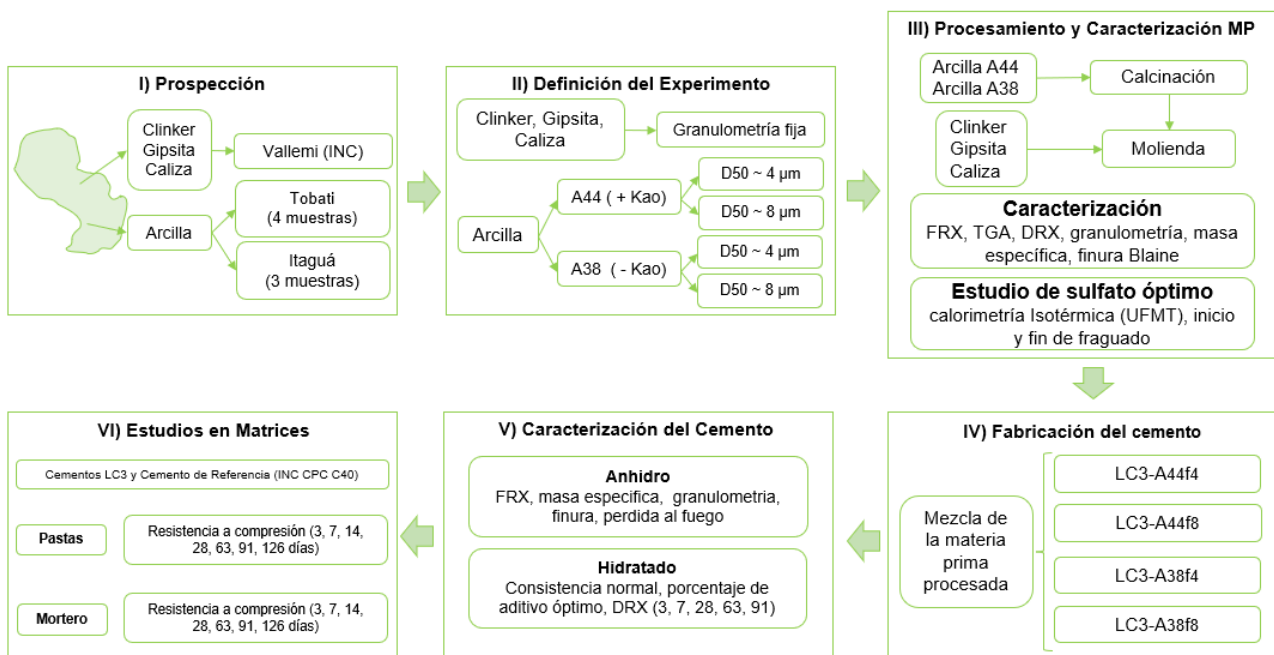 I) Prospección
Clinker
Gipsita
Caliza
Vallemi (INC)
Arcilla
Tobati
(4 muestras)
Itaguá
(3 muestras)
II) Definición del Experimento
Clinker, Gipsita,
Caliza
Granulometría fija
Arcilla
A44 ( + Kao)
D50 ~ 4 µm
D50 ~ 8 µm
A38 ( - Kao)
D50 ~ 4 µm
D50 ~ 8 µm
III) Procesamiento y Caracterización MP
Arcilla A44
Arcilla A38
Calcinación
Clinker
Gipsita
Caliza
Molienda
Caracterización
FRX, TGA, DRX, granulometría, masa
específica, finura Blaine
Estudio de sulfato óptimo
calorimetría Isotérmica (UFMT), inicio
y fin de fraguado
IV) Fabricación del cemento
Mezcla de
la materia
prima
procesada
LC3-A44f4
LC3-A44f8
LC3-A38f4
LC3-A38f8
V) Caracterización del Cemento
Anhidro
FRX, masa especifica, granulometria,
finura, perdida al fuego
Hidratado
Consistencia normal, porcentaje de
aditivo óptimo, DRX (3, 7, 28, 63, 91)
VI) Estudios en Matrices
Cementos LC3 y Cemento de Referencia (INC CPC C40)
Pastas
Resistencia a compresión (3, 7, 14,
28, 63, 91, 126 días)
Mortero
Resistencia a compresión (3, 7, 14,
28, 63, 91, 126 días)